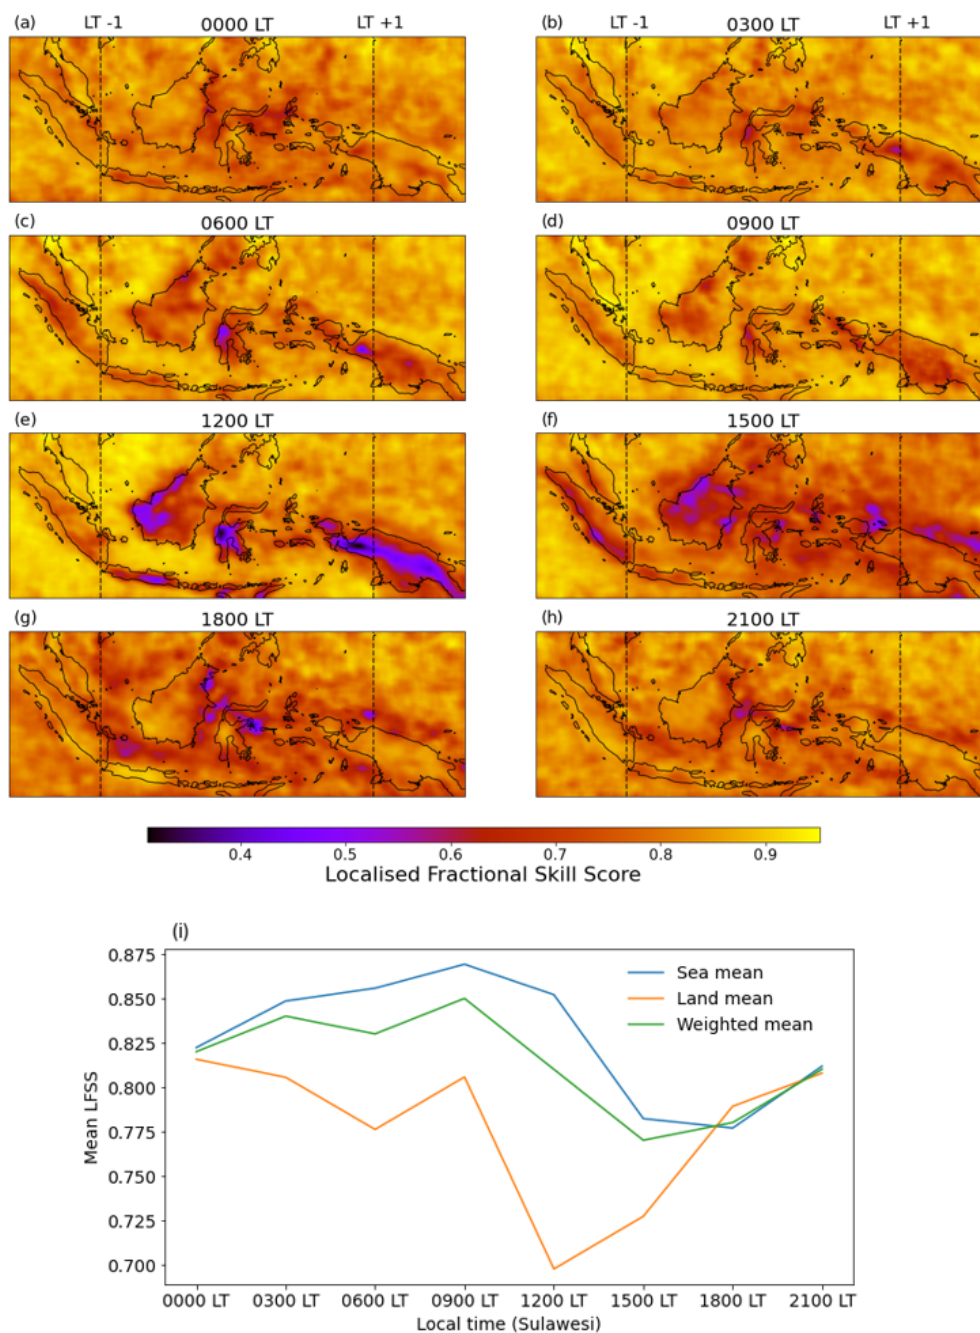 (a) LT -1 0000 LT LT +1 (b) LT -1 0300 LT LT +1
(c) 0600 LT (d) 0900 LT
(e) 1200 LT (f) 1500 LT
(g) 1800 LT (h) 2100 LT
0.4 0.5 0.6 0.7 0.8 0.9
Localised Fractional Skill Score
(i)
0.875
0.850
0.825
0.800
0.775
0.750
0.725
0.700
Mean LFSS
Sea mean
Land mean
Weighted mean
0000 LT 0300 LT 0600 LT 0900 LT 1200 LT 1500 LT 1800 LT 2100 LT
Local time (Sulawesi)